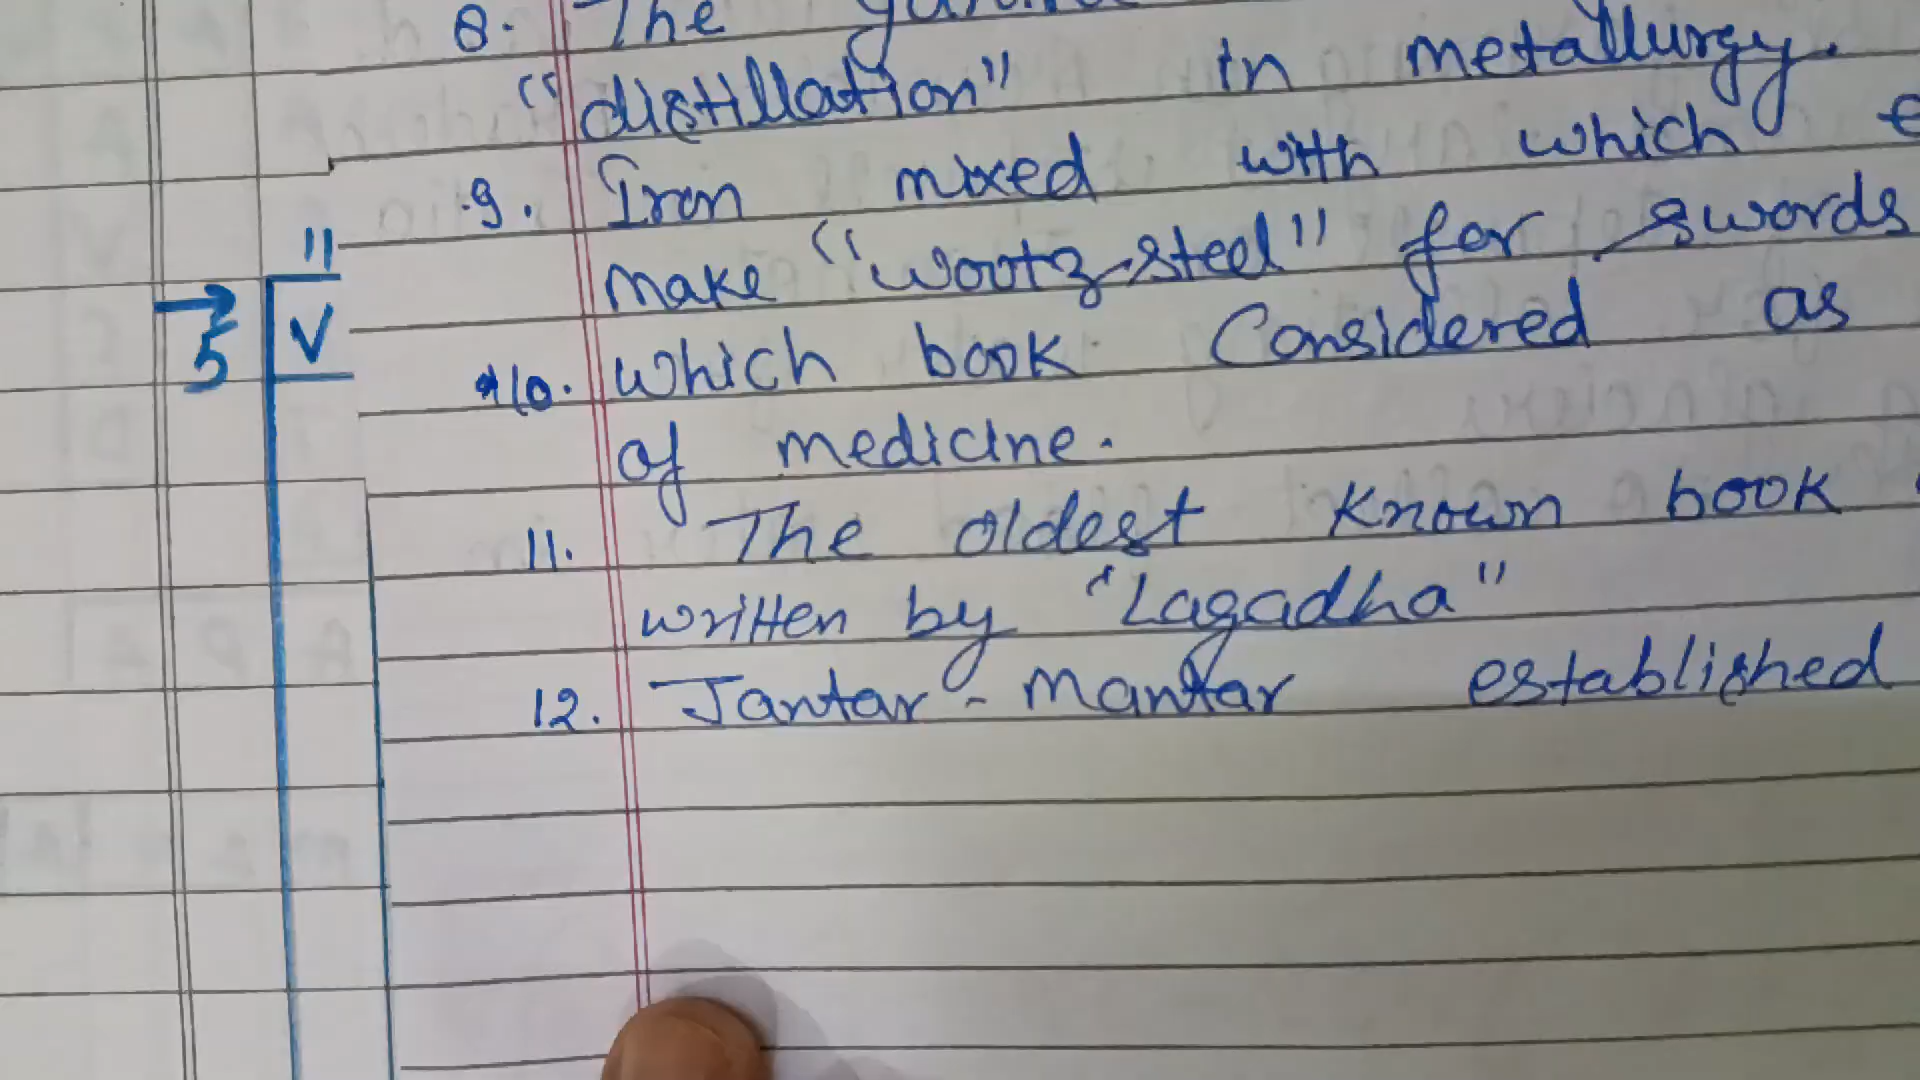 8. The
"distillation" in metallurgy.
9. Iron mixed with which
make "wootz-steel" for swords
10. which book Considered as
of medicine.
11. The oldest known book
written by "Lagadha"
12. Jantar-Mantar established
11
→
5 V